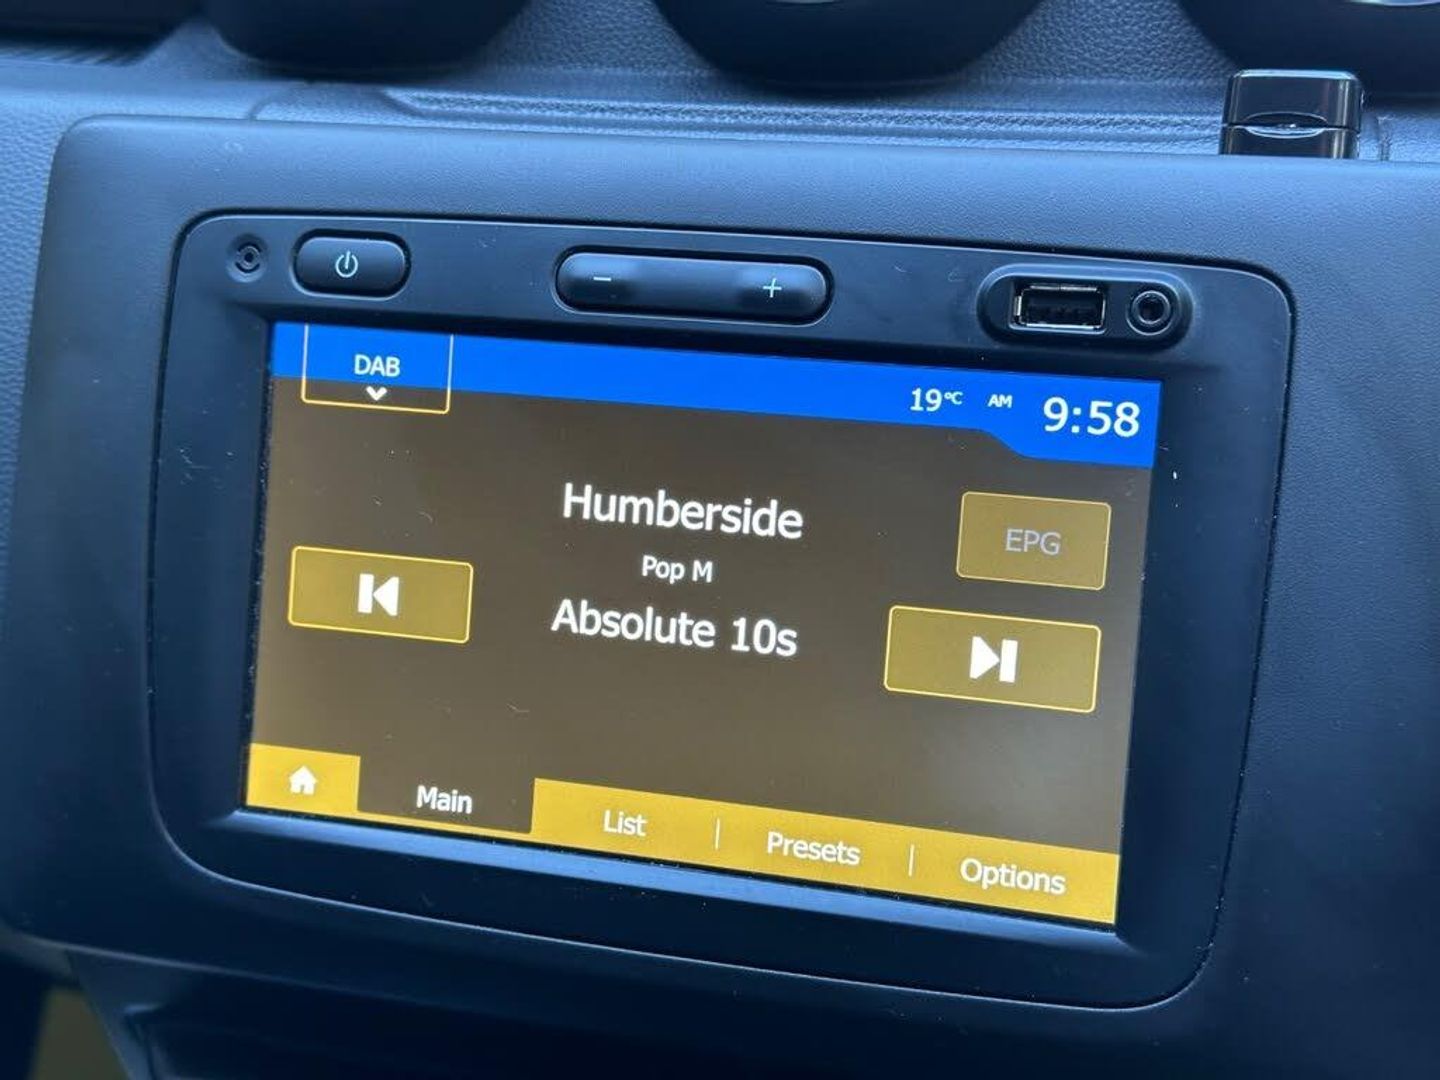 DAB
19°C AM 9:58
Humberside
EPG
Pop M
Absolute 10s
Main
List
Presets
Options